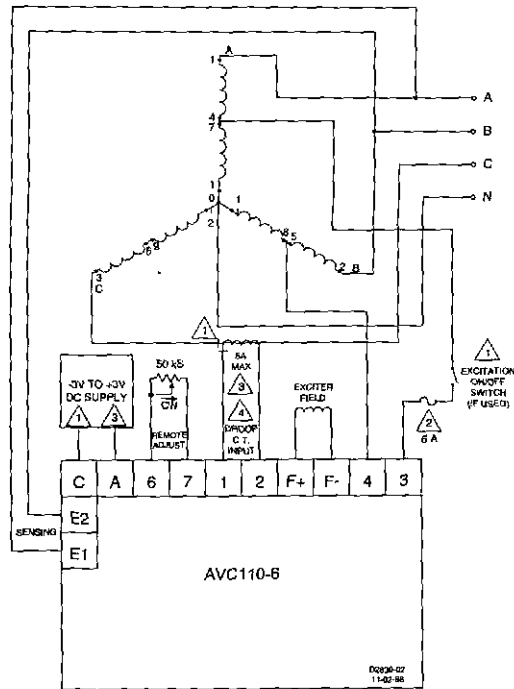 A
1
A
4
7
B
C
1
0
N
1
1
2
8
5
9
6
2
B
3
C
1
1
EXCITATION
ON/OFF
SWITCH
(IF USED)
2
6 A
-3V TO +3V
DC SUPPLY
1
3
50 kS
CW
REMOTE
ADJUST.
5A
MAX
3
4
DROOP
C.T.
INPUT
EXCITER
FIELD
C A 6 7 1 2 F+ F- 4 3
E2
SENSING
E1
AVC110-6
D2839-02
11-02-98